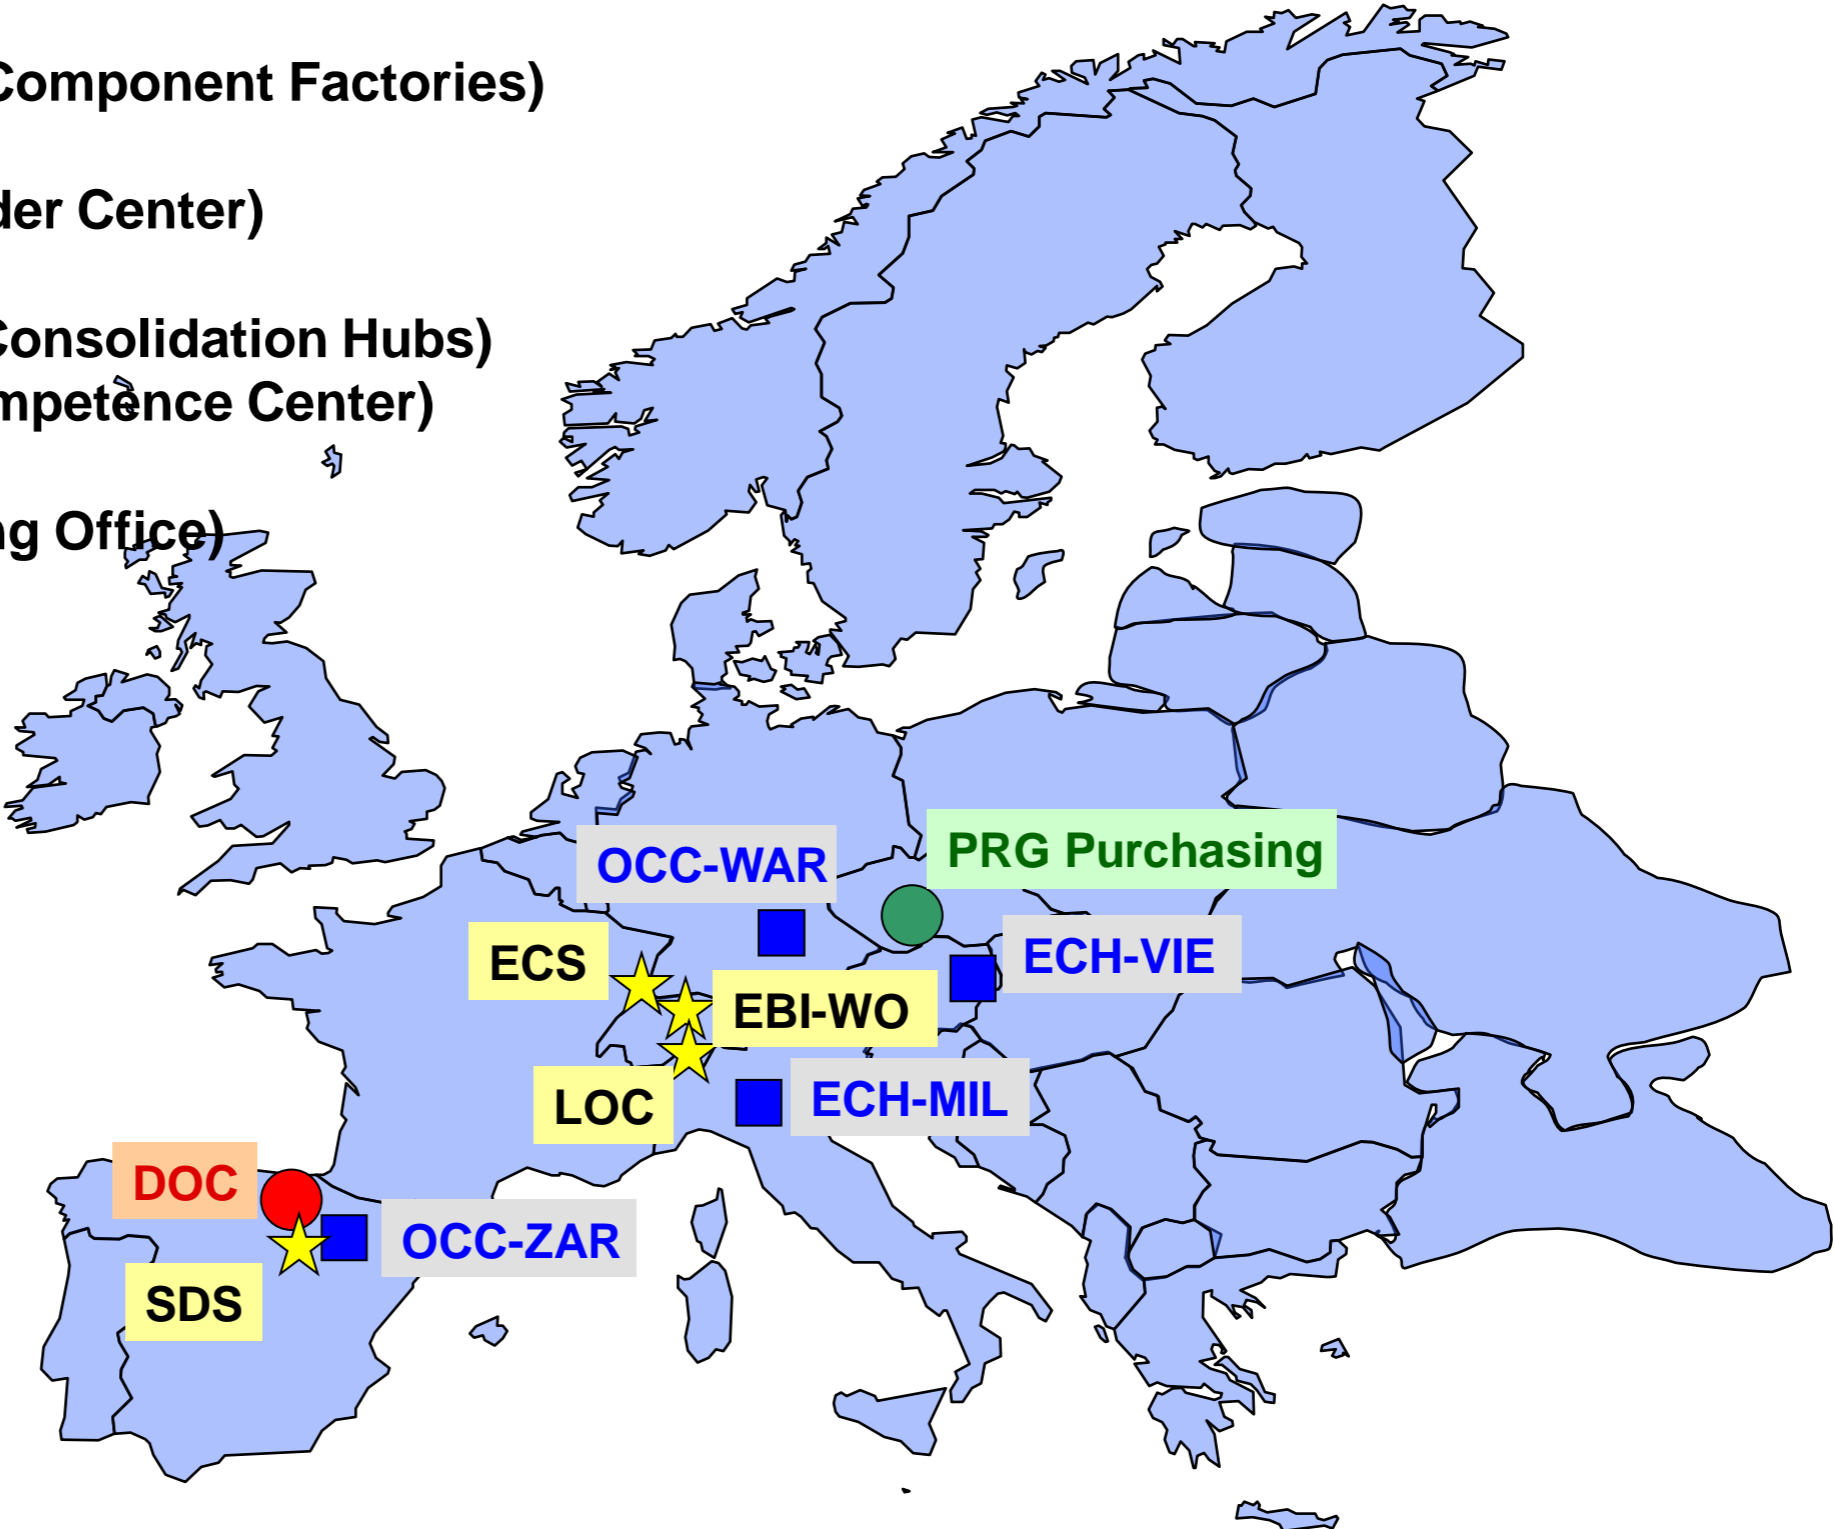 Component Factories)
der Center)
Consolidation Hubs)
mpetence Center)
ng Office)
OCC-WAR
PRG Purchasing
ECS
ECH-VIE
EBI-WO
LOC
ECH-MIL
DOC
OCC-ZAR
SDS